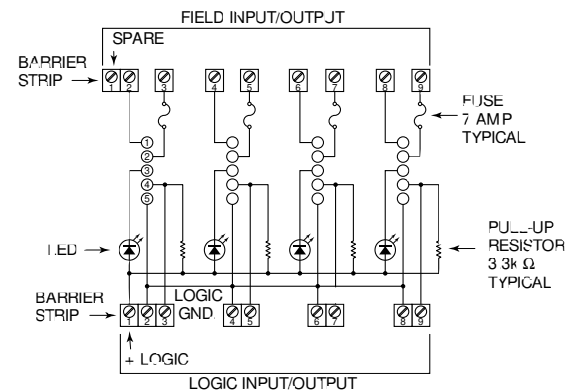 FIELD INPUT/OUTPUT
SPARE
BARRIER
STRIP
1 2 3 4 5 6 7 8 9
FUSE
7 AMP
TYPICAL
1
2
3
4
5
LED
PULL-UP
RESISTOR
3.3k Ω
TYPICAL
BARRIER
STRIP
LOGIC
GND.
1 2 3 4 5 6 7 8 9
+ LOGIC
LOGIC INPUT/OUTPUT